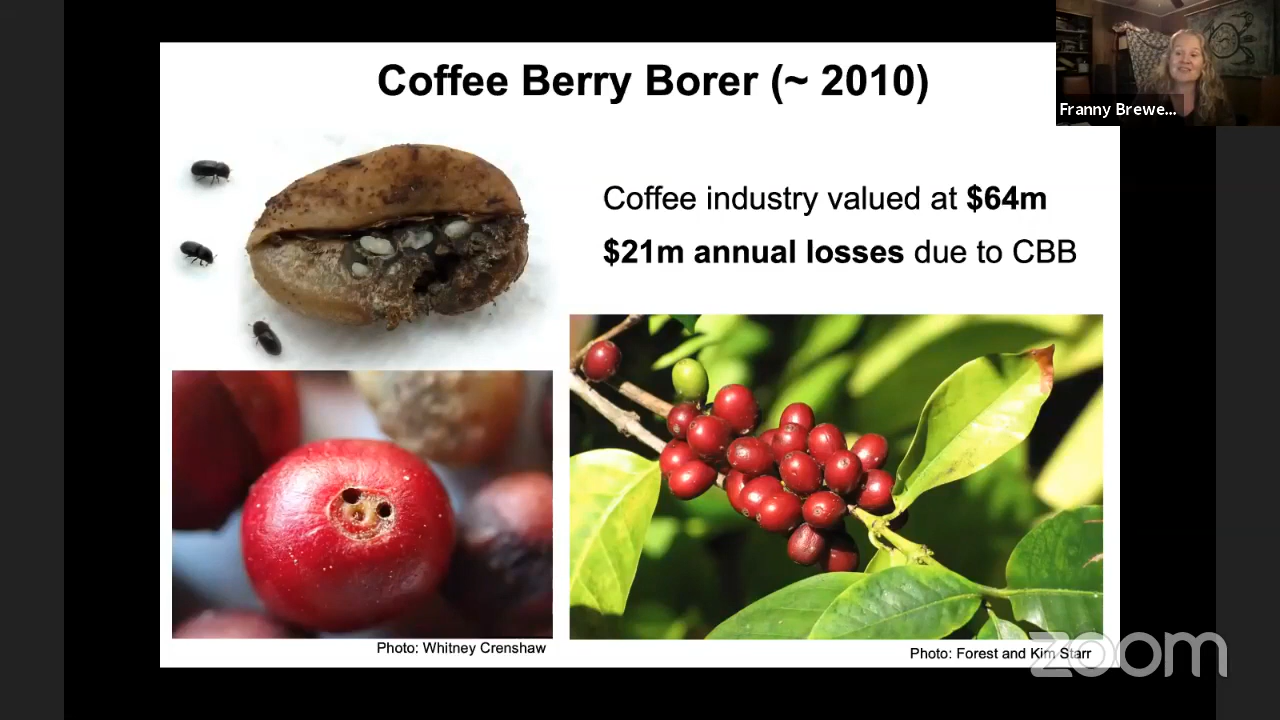 Coffee Berry Borer (~ 2010)
Franny Brewe...
Coffee industry valued at $64m
$21m annual losses due to CBB
Photo: Whitney Crenshaw
Photo: Forest and Kim Starr
zoom